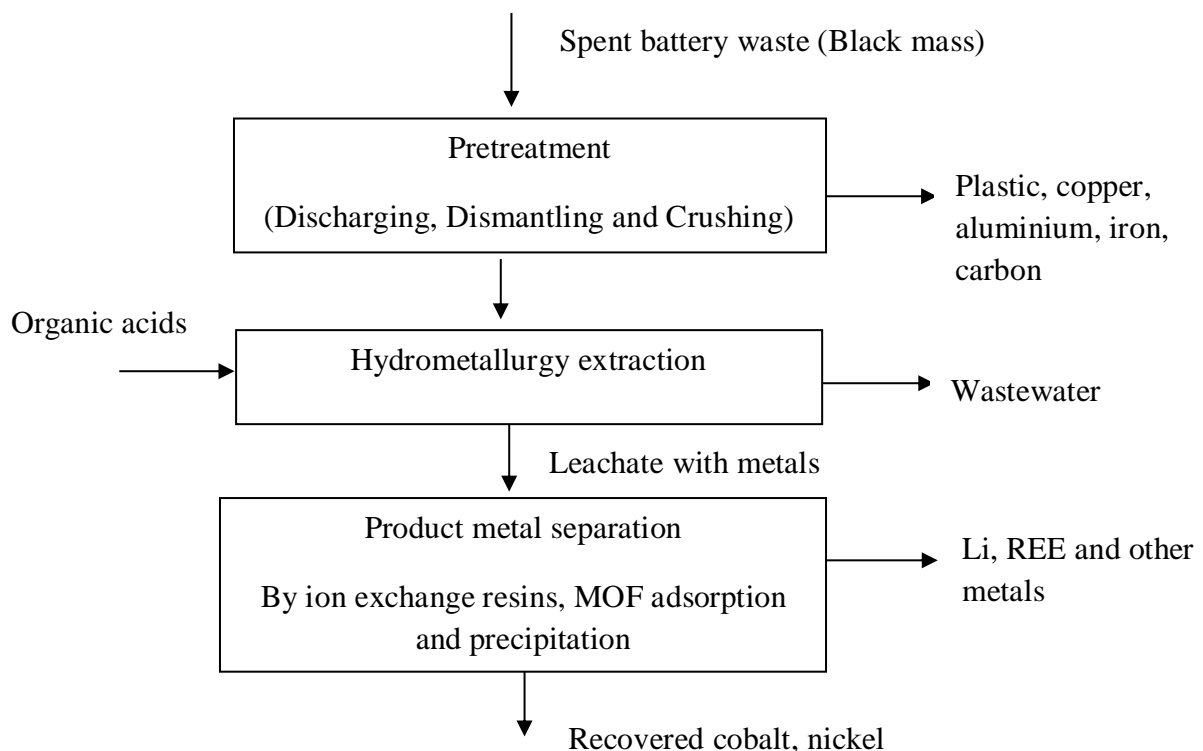 Spent battery waste (Black mass)
Pretreatment
(Discharging, Dismantling and Crushing)
Plastic, copper,
aluminium, iron,
carbon
Organic acids
Hydrometallurgy extraction
Wastewater
Leachate with metals
Product metal separation
By ion exchange resins, MOF adsorption
and precipitation
Li, REE and other
metals
Recovered cobalt, nickel